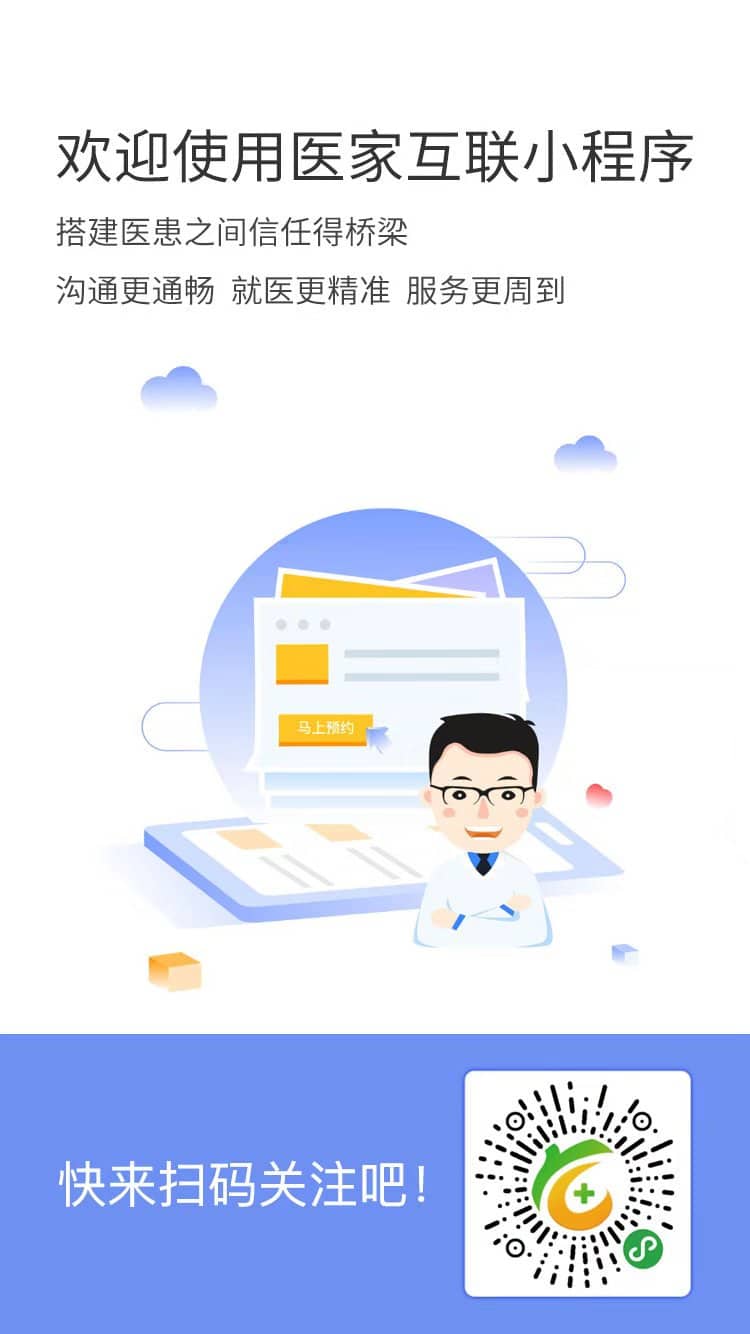 欢迎使用医家互联小程序
搭建医患之间信任得桥梁
沟通更通畅 就医更精准 服务更周到
马上预约
快来扫码关注吧！